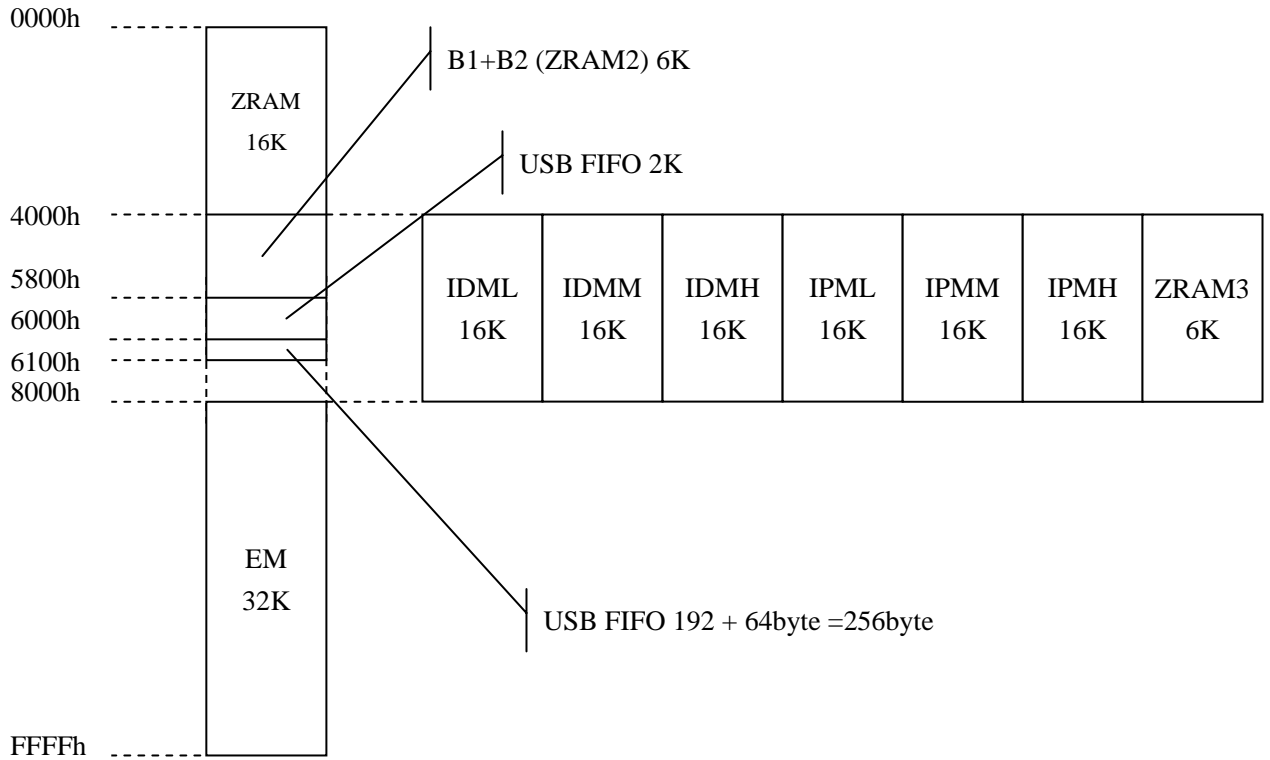 0000h
B1+B2 (ZRAM2) 6K
ZRAM
16K
USB FIFO 2K
4000h
5800h
6000h
6100h
8000h
IDML
16K
IDMM
16K
IDMH
16K
IPML
16K
IPMM
16K
IPMH
16K
ZRAM3
6K
EM
32K
USB FIFO 192 + 64byte =256byte
FFFFh